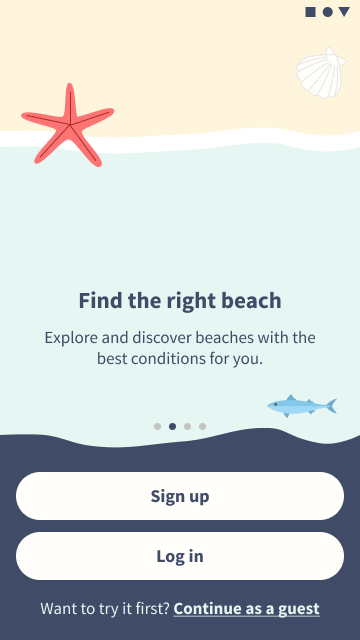 Find the right beach
Explore and discover beaches with the
best conditions for you.
Sign up
Log in
Want to try it first? Continue as a guest